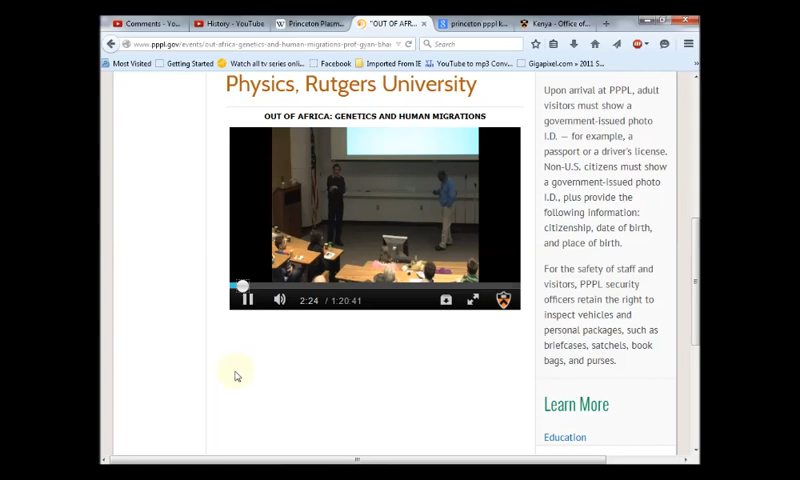 Comments - Yo...
History - YouTube
Princeton Plasm...
"OUT OF AFR...
princeton pppl k...
Kenya - Office of...
www.pppl.gov/events/out-africa-genetics-and-human-migrations-prof-gyan-bhan
Search
Most Visited
Getting Started
Watch all tv series onli...
Facebook
Imported From IE
YouTube to mp3 Conv...
Gigapixel.com » 2011 S...
Physics, Rutgers University
OUT OF AFRICA: GENETICS AND HUMAN MIGRATIONS
2:24 / 1:20:41
Upon arrival at PPPL, adult
visitors must show a
government-issued photo
I.D. — for example, a
passport or a driver's license.
Non-U.S. citizens must show
a government-issued photo
I.D., plus provide the
following information:
citizenship, date of birth,
and place of birth.
For the safety of staff and
visitors, PPPL security
officers retain the right to
inspect vehicles and
personal packages, such as
briefcases, satchels, book
bags, and purses.
Learn More
Education